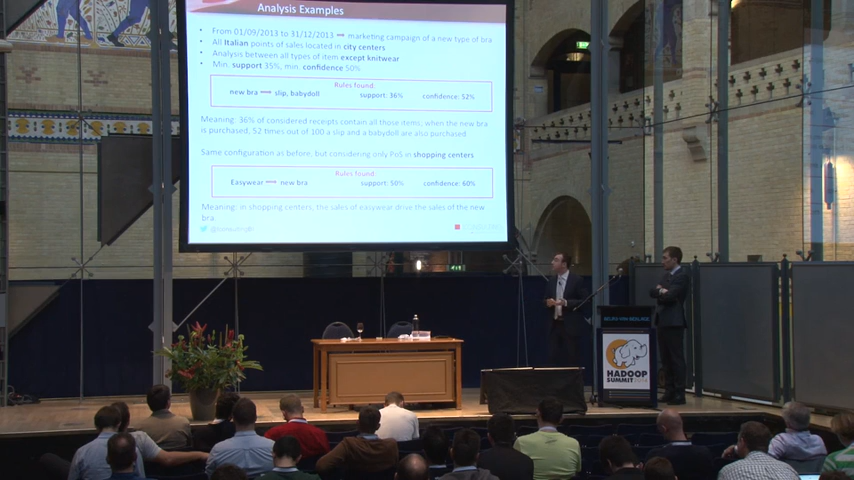 Analysis Examples
• From 01/09/2013 to 31/12/2013 ⟹ marketing campaign of a new type of bra
• All Italian points of sales located in city centers
• Analysis between all types of item except knitwear
• Min. support 35%, min. confidence 50%
Rules found:
new bra ⟹ slip, babydoll support: 36% confidence: 52%
Meaning: 36% of considered receipts contain all those items; when the new bra
is purchased, 52 times out of 100 a slip and a babydoll are also purchased
Same configuration as before, but considering only PoS in shopping centers
Rules found:
Easywear ⟹ new bra support: 50% confidence: 60%
Meaning: in shopping centers, the sales of easywear drive the sales of the new
bra.
BEURS VAN BERLAGE
HADOOP
SUMMIT 2014